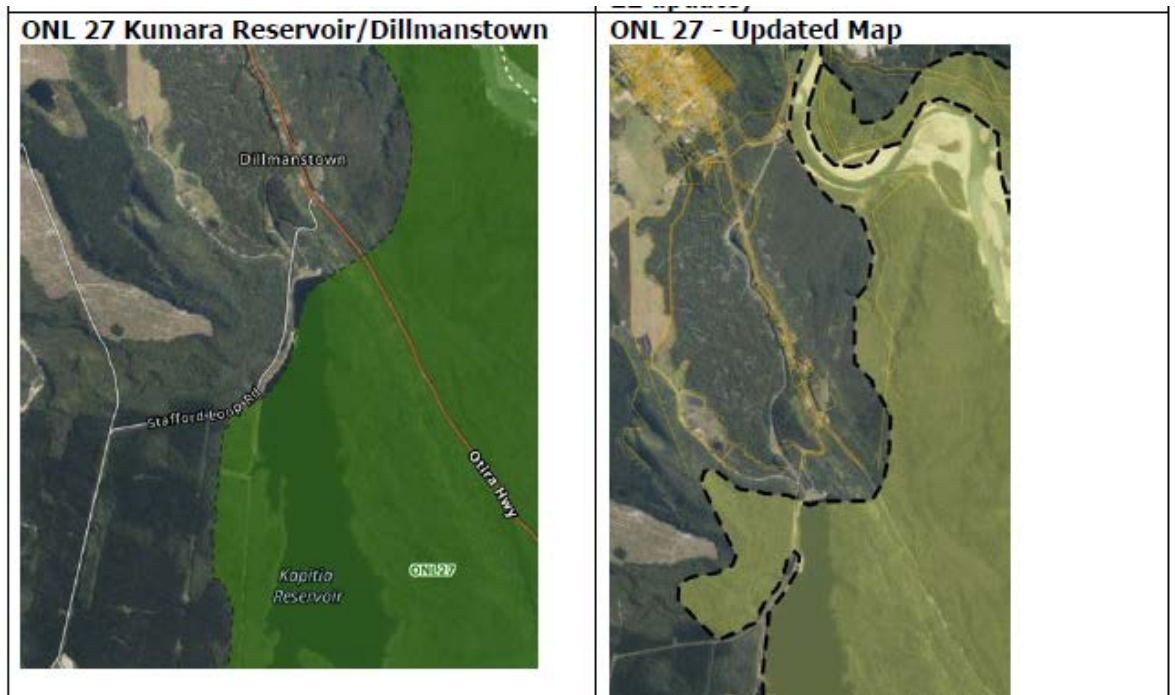 ONL 27 Kumara Reservoir/Dillmanstown
Dillmanstown
Stafford Loop Rd
Otira Hwy
Kapitia
Reservoir
ONL27
ONL 27 - Updated Map